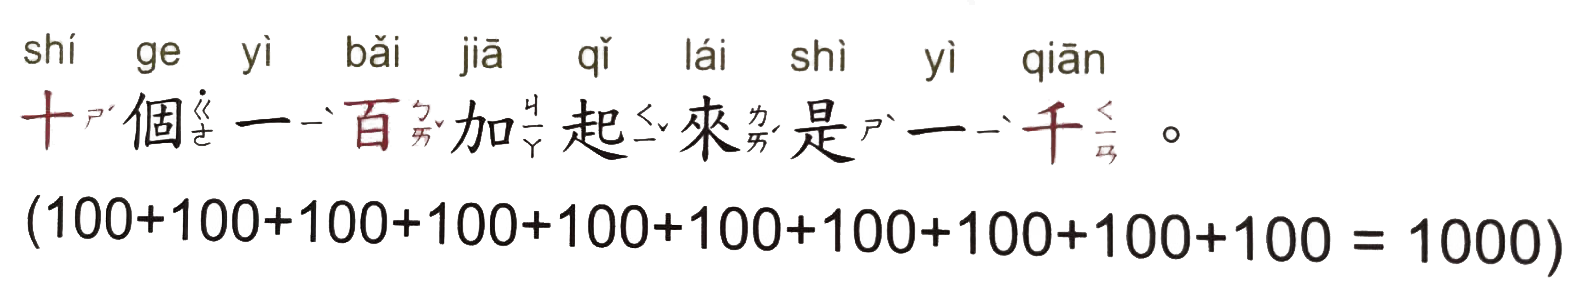 shí ge yì bǎi jiā qǐ lái shì yì qiān
十ㄕˊ個˙ㄍㄜ一ㄧˋ百ㄅㄞˇ加ㄐㄧㄚ起ㄑㄧˇ來ㄌㄞˊ是ㄕˋ一ㄧˋ千ㄑㄧㄢ。
(100+100+100+100+100+100+100+100+100+100 = 1000)